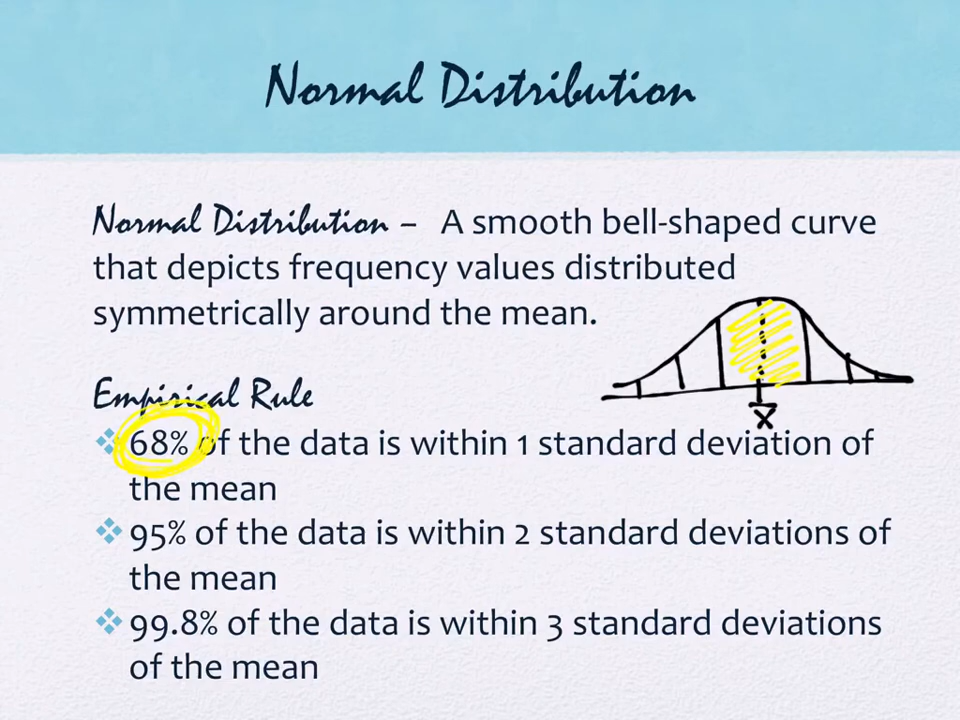 Normal Distribution
Normal Distribution – A smooth bell-shaped curve
that depicts frequency values distributed
symmetrically around the mean.
Empirical Rule
68% of the data is within 1 standard deviation of
the mean
95% of the data is within 2 standard deviations of
the mean
99.8% of the data is within 3 standard deviations
of the mean
x̄